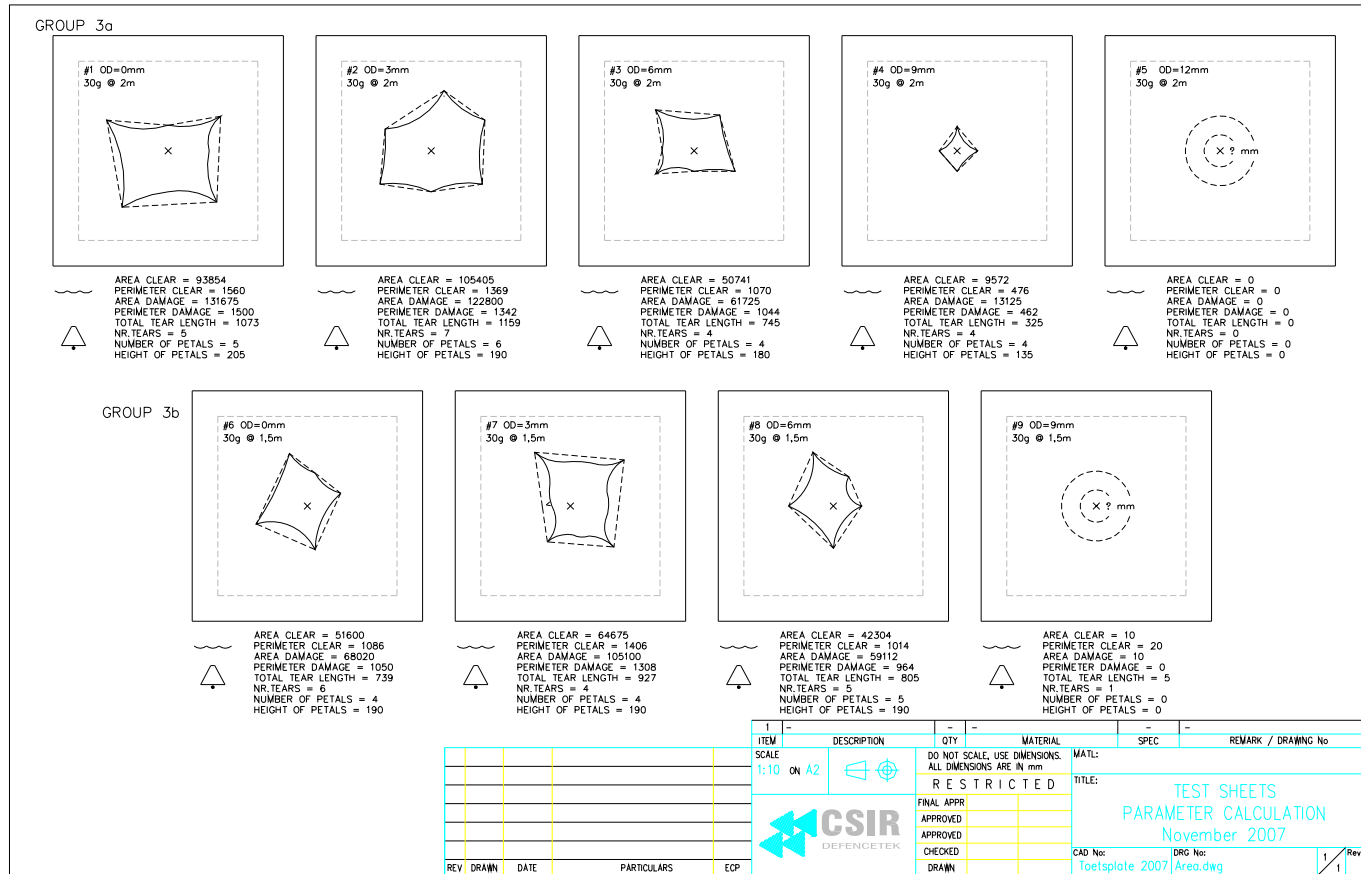 GROUP 3a
#1 OD=0mm
30g @ 2m
AREA CLEAR = 93854
PERIMETER CLEAR = 1560
AREA DAMAGE = 131675
PERIMETER DAMAGE = 1500
TOTAL TEAR LENGTH = 1073
NR.TEARS = 5
NUMBER OF PETALS = 5
HEIGHT OF PETALS = 205
#2 OD=3mm
30g @ 2m
AREA CLEAR = 105405
PERIMETER CLEAR = 1369
AREA DAMAGE = 122800
PERIMETER DAMAGE = 1342
TOTAL TEAR LENGTH = 1159
NR.TEARS = 7
NUMBER OF PETALS = 6
HEIGHT OF PETALS = 190
#3 OD=6mm
30g @ 2m
AREA CLEAR = 50741
PERIMETER CLEAR = 1070
AREA DAMAGE = 61725
PERIMETER DAMAGE = 1044
TOTAL TEAR LENGTH = 745
NR.TEARS = 4
NUMBER OF PETALS = 4
HEIGHT OF PETALS = 180
#4 OD=9mm
30g @ 2m
AREA CLEAR = 9572
PERIMETER CLEAR = 476
AREA DAMAGE = 13125
PERIMETER DAMAGE = 462
TOTAL TEAR LENGTH = 325
NR.TEARS = 4
NUMBER OF PETALS = 4
HEIGHT OF PETALS = 135
#5 OD=12mm
30g @ 2m
? mm
AREA CLEAR = 0
PERIMETER CLEAR = 0
AREA DAMAGE = 0
PERIMETER DAMAGE = 0
TOTAL TEAR LENGTH = 0
NR.TEARS = 0
NUMBER OF PETALS = 0
HEIGHT OF PETALS = 0
GROUP 3b
#6 OD=0mm
30g @ 1,5m
AREA CLEAR = 51600
PERIMETER CLEAR = 1086
AREA DAMAGE = 68020
PERIMETER DAMAGE = 1050
TOTAL TEAR LENGTH = 739
NR.TEARS = 6
NUMBER OF PETALS = 4
HEIGHT OF PETALS = 190
#7 OD=3mm
30g @ 1,5m
AREA CLEAR = 64675
PERIMETER CLEAR = 1406
AREA DAMAGE = 105100
PERIMETER DAMAGE = 1308
TOTAL TEAR LENGTH = 927
NR.TEARS = 4
NUMBER OF PETALS = 4
HEIGHT OF PETALS = 190
#8 OD=6mm
30g @ 1,5m
AREA CLEAR = 42304
PERIMETER CLEAR = 1014
AREA DAMAGE = 59112
PERIMETER DAMAGE = 964
TOTAL TEAR LENGTH = 805
NR.TEARS = 5
NUMBER OF PETALS = 5
HEIGHT OF PETALS = 190
#9 OD=9mm
30g @ 1,5m
? mm
AREA CLEAR = 10
PERIMETER CLEAR = 20
AREA DAMAGE = 10
PERIMETER DAMAGE = 0
TOTAL TEAR LENGTH = 5
NR.TEARS = 1
NUMBER OF PETALS = 0
HEIGHT OF PETALS = 0
1 - - - - -
ITEM DESCRIPTION QTY MATERIAL SPEC REMARK / DRAWING No
SCALE
1:10 ON A2
DO NOT SCALE, USE DIMENSIONS.
ALL DIMENSIONS ARE IN mm
RESTRICTED
MATL:
TITLE:
TEST SHEETS
PARAMETER CALCULATION
November 2007
CSIR
DEFENCETEK
FINAL APPR
APPROVED
APPROVED
CHECKED
DRAWN
CAD No:
Toetsplate 2007
DRG No:
Area.dwg
1/1
Rev
REV DRAWN DATE PARTICULARS ECP